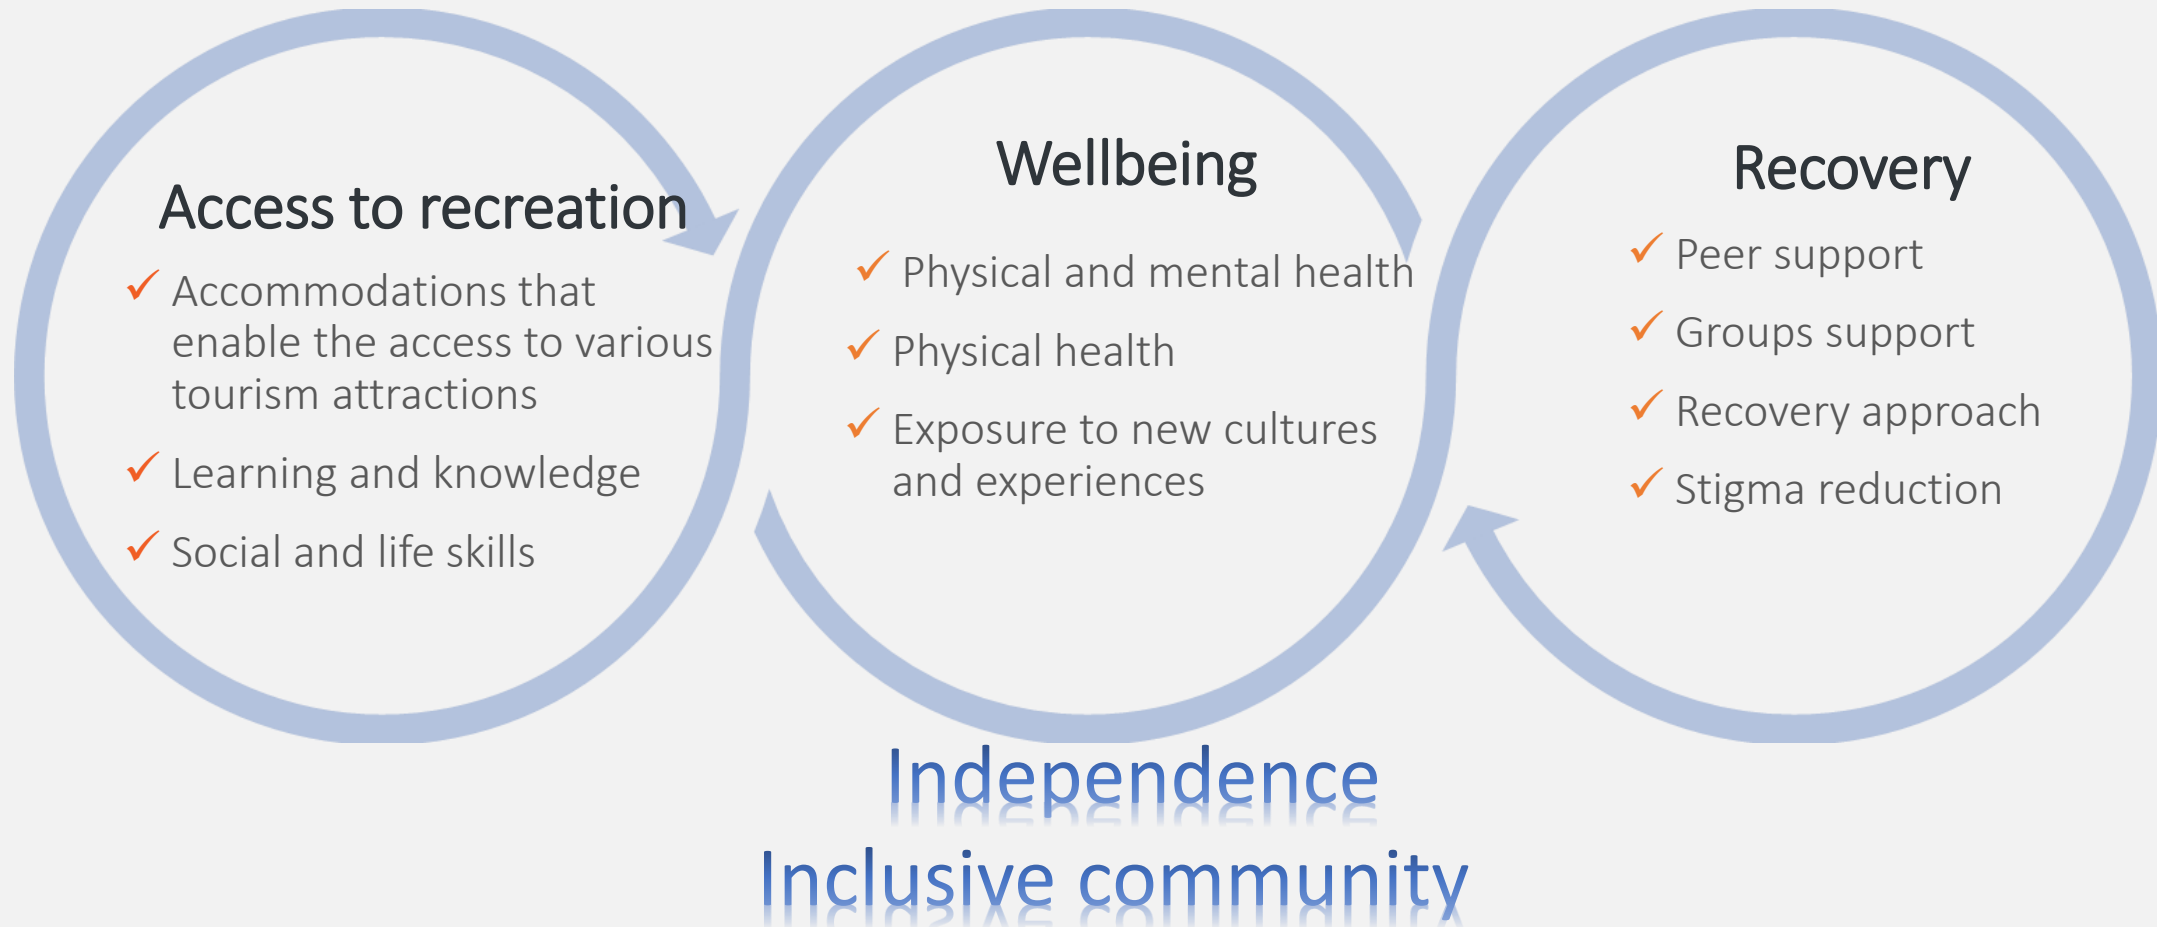 Access to recreation
Accommodations that
enable the access to various
tourism attractions
Learning and knowledge
Social and life skills
Wellbeing
Physical and mental health
Physical health
Exposure to new cultures
and experiences
Recovery
Peer support
Groups support
Recovery approach
Stigma reduction
Independence
Inclusive community